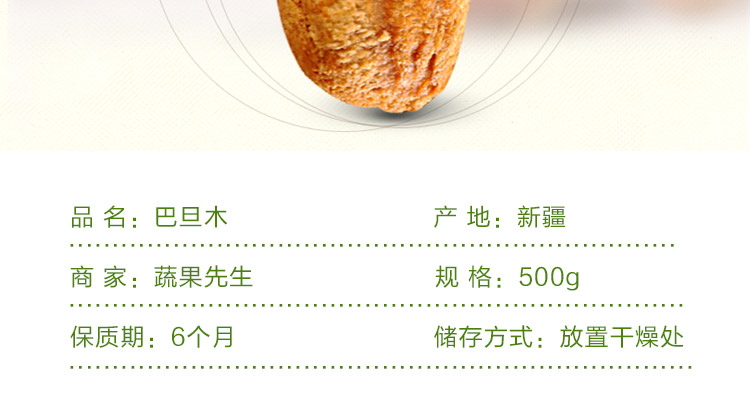 品 名：巴旦木 产 地：新疆
商 家：蔬果先生 规 格：500g
保质期：6个月 储存方式：放置干燥处